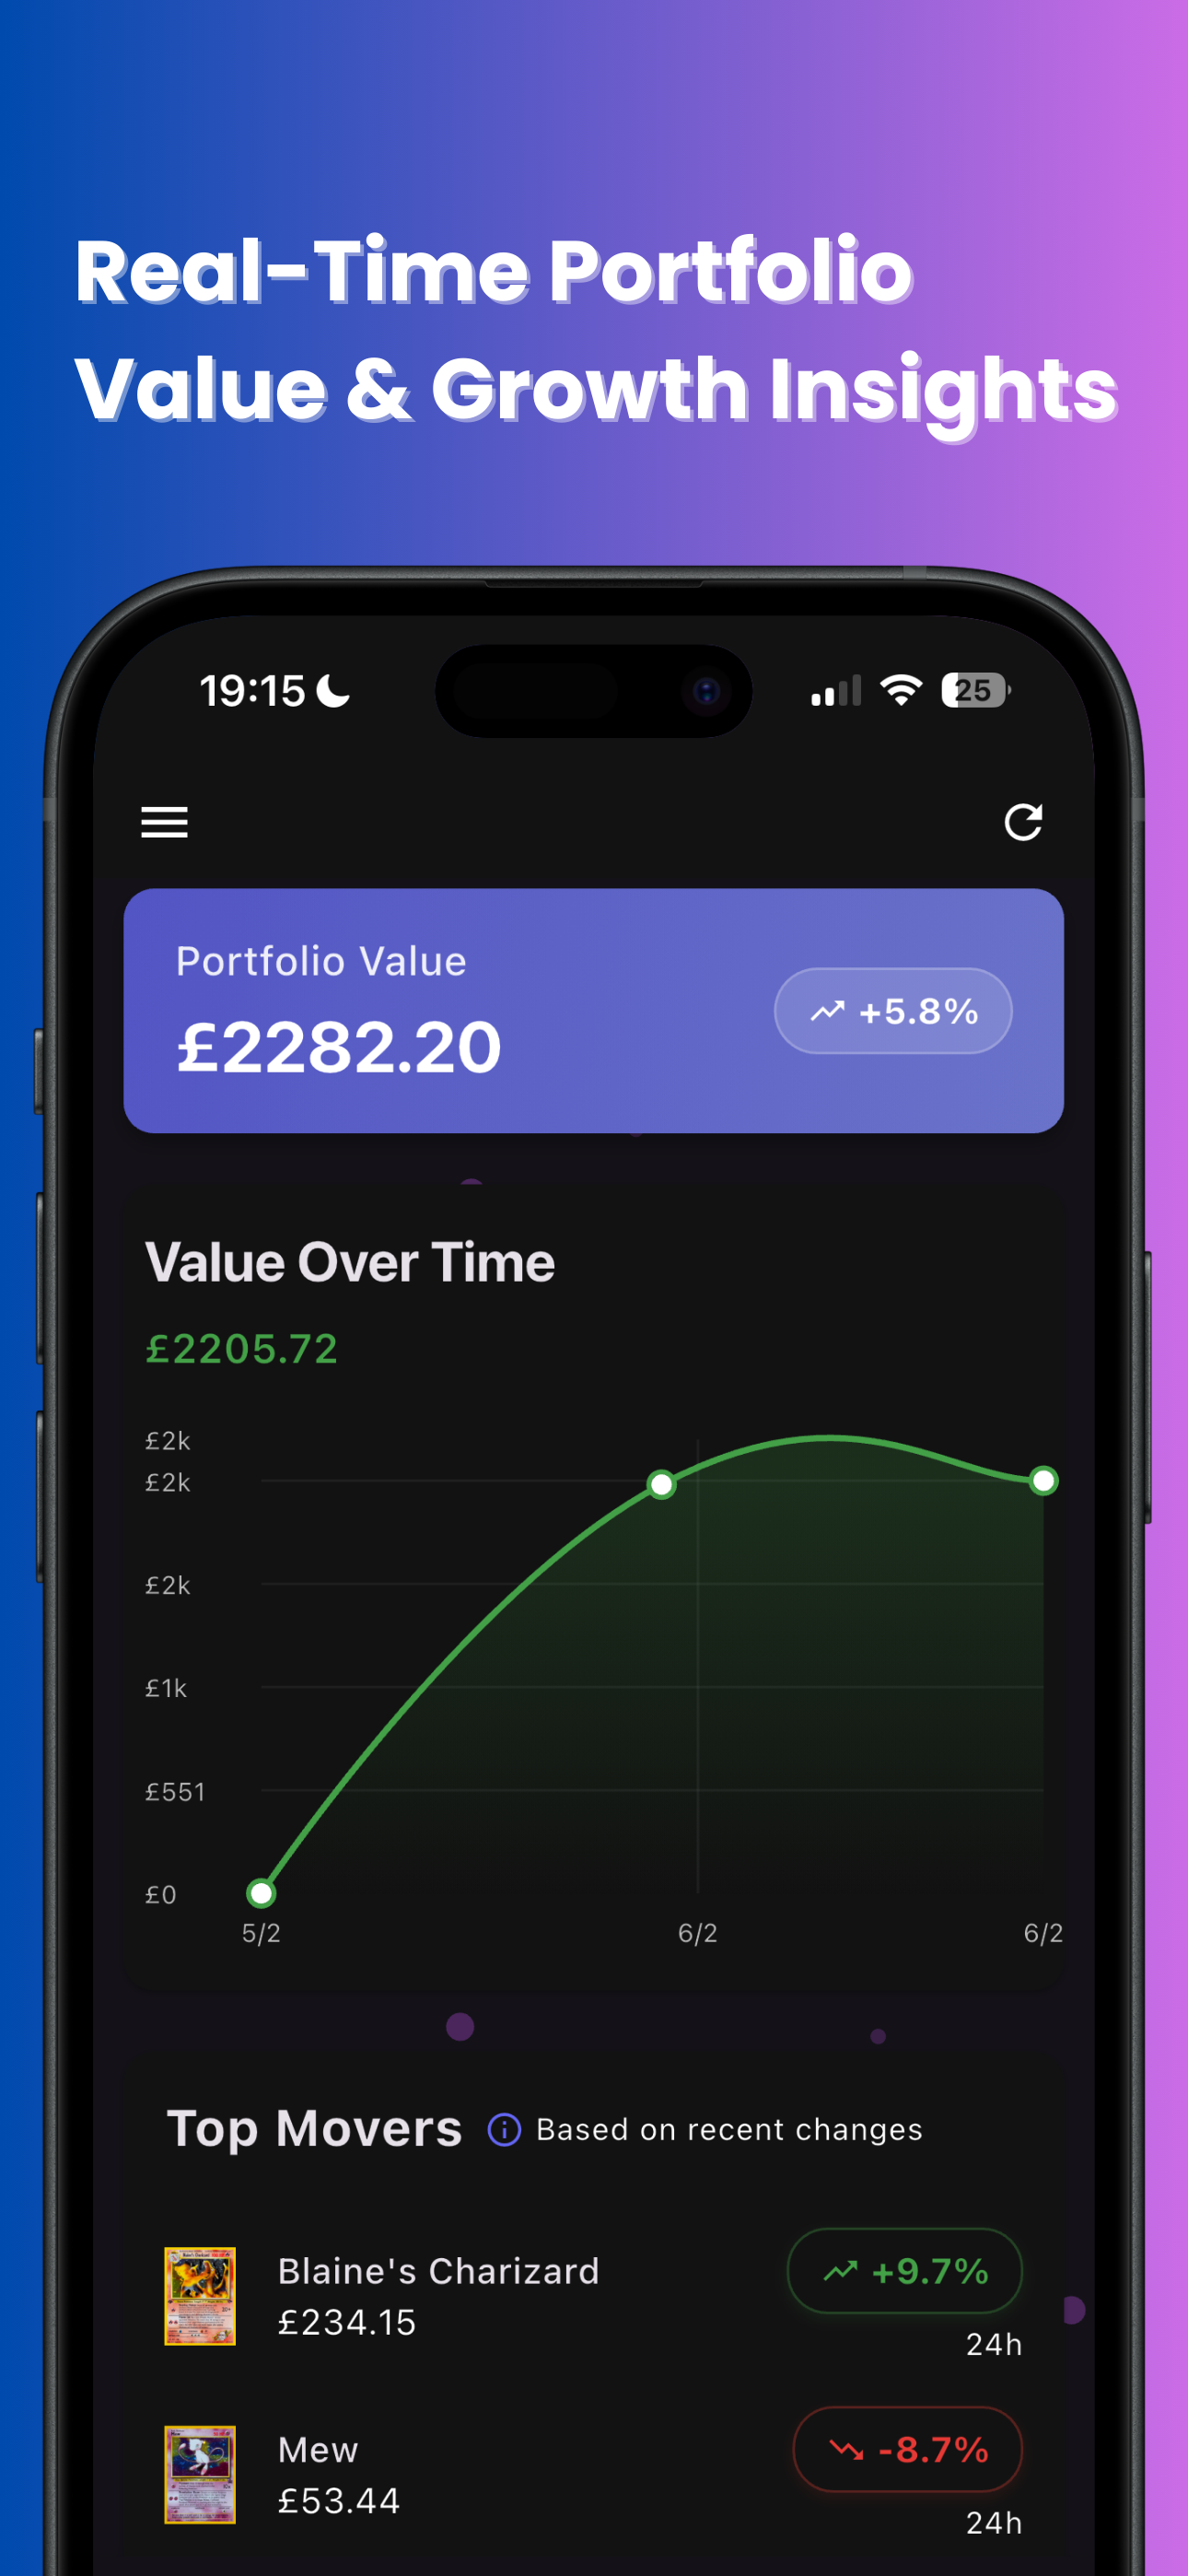 Real-Time Portfolio
Value & Growth Insights
19:15
25
Portfolio Value
£2282.20
+5.8%
Value Over Time
£2205.72
£2k
£2k
£2k
£1k
£551
£0
5/2
6/2
6/2
Top Movers
Based on recent changes
Blaine's Charizard
£234.15
+9.7%
24h
Mew
£53.44
-8.7%
24h